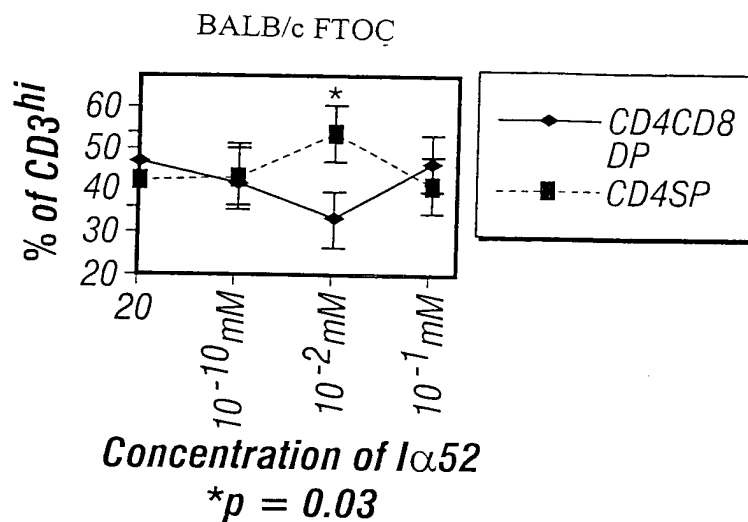 BALB/c FTOC
% of CD3hi
60
50
40
30
20
20
10-10mM
10-2mM
10-1mM
*
CD4CD8
DP
CD4SP
Concentration of Iα52
*p = 0.03